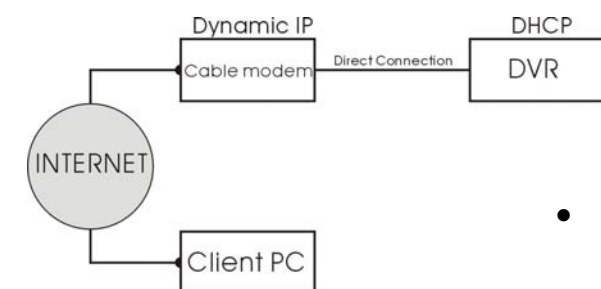 Dynamic IP
DHCP
Cable modem
Direct Connection
DVR
INTERNET
Client PC